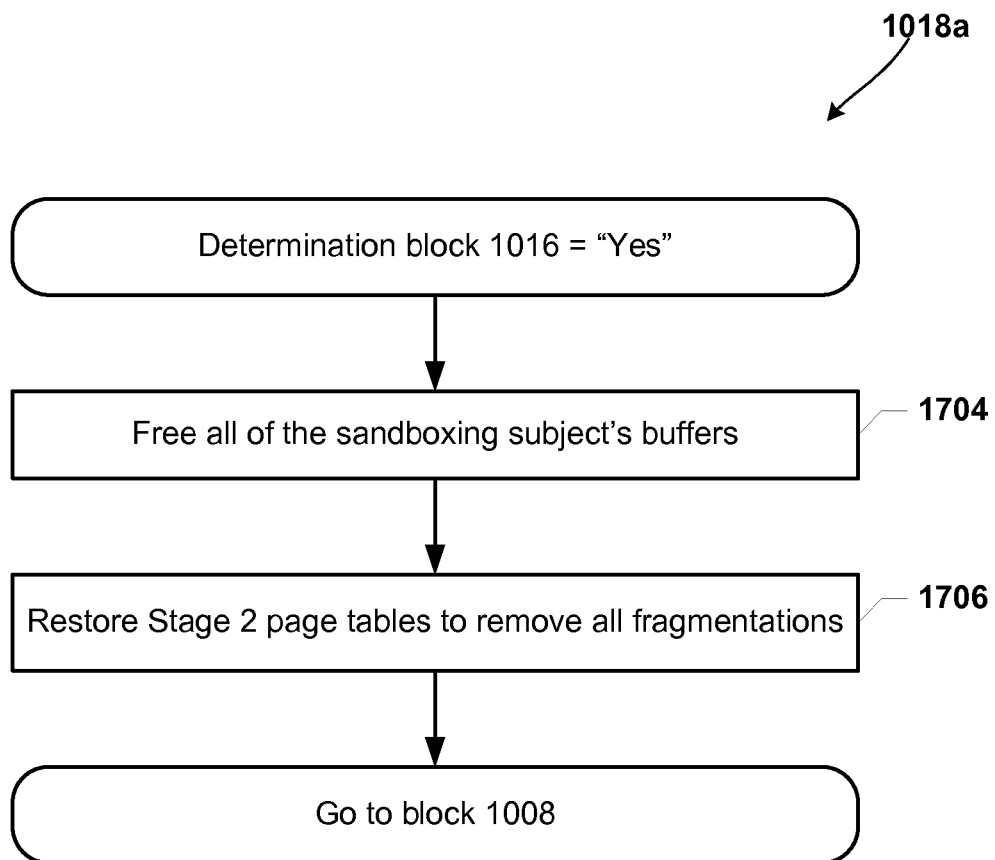 1018a
Determination block 1016 = “Yes”
Free all of the sandboxing subject’s buffers
1704
Restore Stage 2 page tables to remove all fragmentations
1706
Go to block 1008